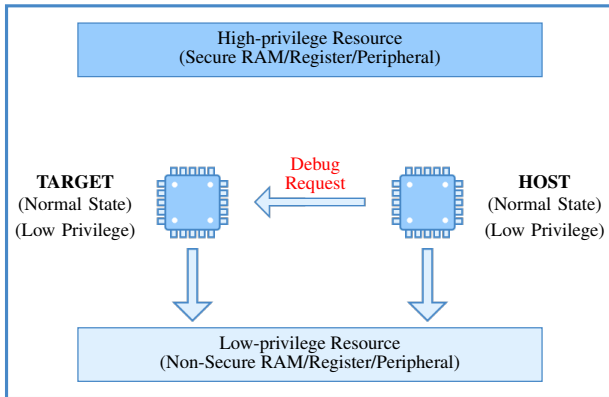 High-privilege Resource
(Secure RAM/Register/Peripheral)
TARGET
(Normal State)
(Low Privilege)
Debug
Request
HOST
(Normal State)
(Low Privilege)
Low-privilege Resource
(Non-Secure RAM/Register/Peripheral)